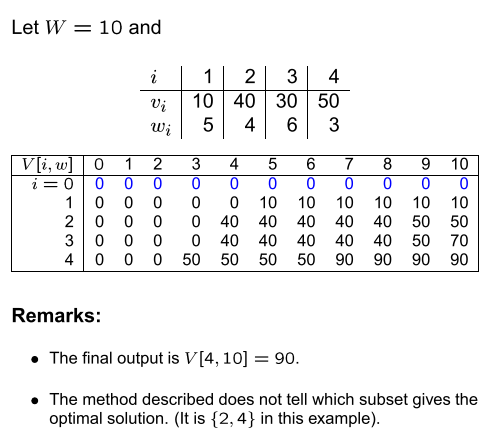 Let W = 10 and
i 1 2 3 4
v_i 10 40 30 50
w_i 5 4 6 3
V[i, w] 0 1 2 3 4 5 6 7 8 9 10
i = 0 0 0 0 0 0 0 0 0 0 0 0
1 0 0 0 0 0 10 10 10 10 10 10
2 0 0 0 0 40 40 40 40 40 50 50
3 0 0 0 0 40 40 40 40 40 50 70
4 0 0 0 50 50 50 50 90 90 90 90
Remarks:
• The final output is V[4, 10] = 90.
• The method described does not tell which subset gives the
optimal solution. (It is {2, 4} in this example).